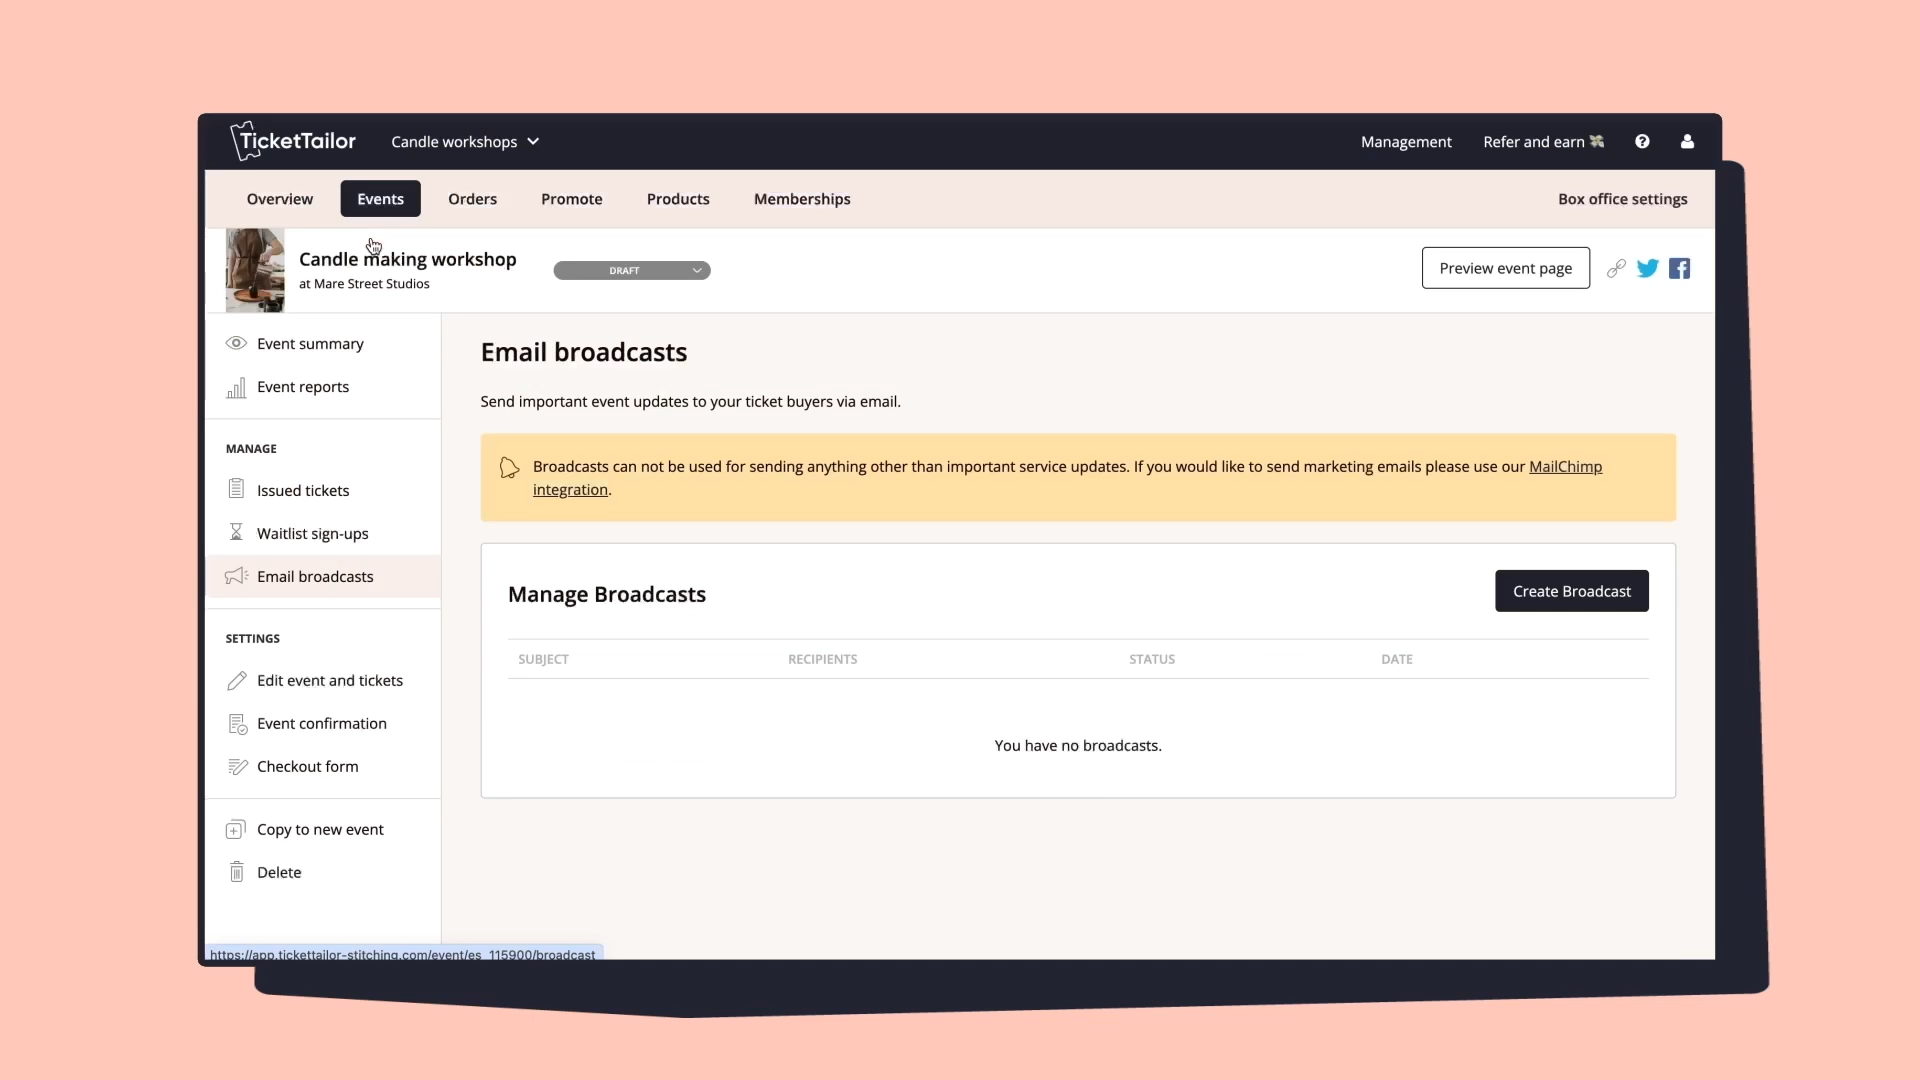 TicketTailor
Candle workshops
Management
Refer and earn
Overview
Events
Orders
Promote
Products
Memberships
Box office settings
Candle making workshop
at Mare Street Studios
DRAFT
Preview event page
Event summary
Event reports
MANAGE
Issued tickets
Waitlist sign-ups
Email broadcasts
SETTINGS
Edit event and tickets
Event confirmation
Checkout form
Copy to new event
Delete
Email broadcasts
Send important event updates to your ticket buyers via email.
Broadcasts can not be used for sending anything other than important service updates. If you would like to send marketing emails please use our MailChimp
integration.
Manage Broadcasts
Create Broadcast
SUBJECT RECIPIENTS STATUS DATE
You have no broadcasts.
https://app.tickettailor-stitching.com/event/es_115900/broadcast